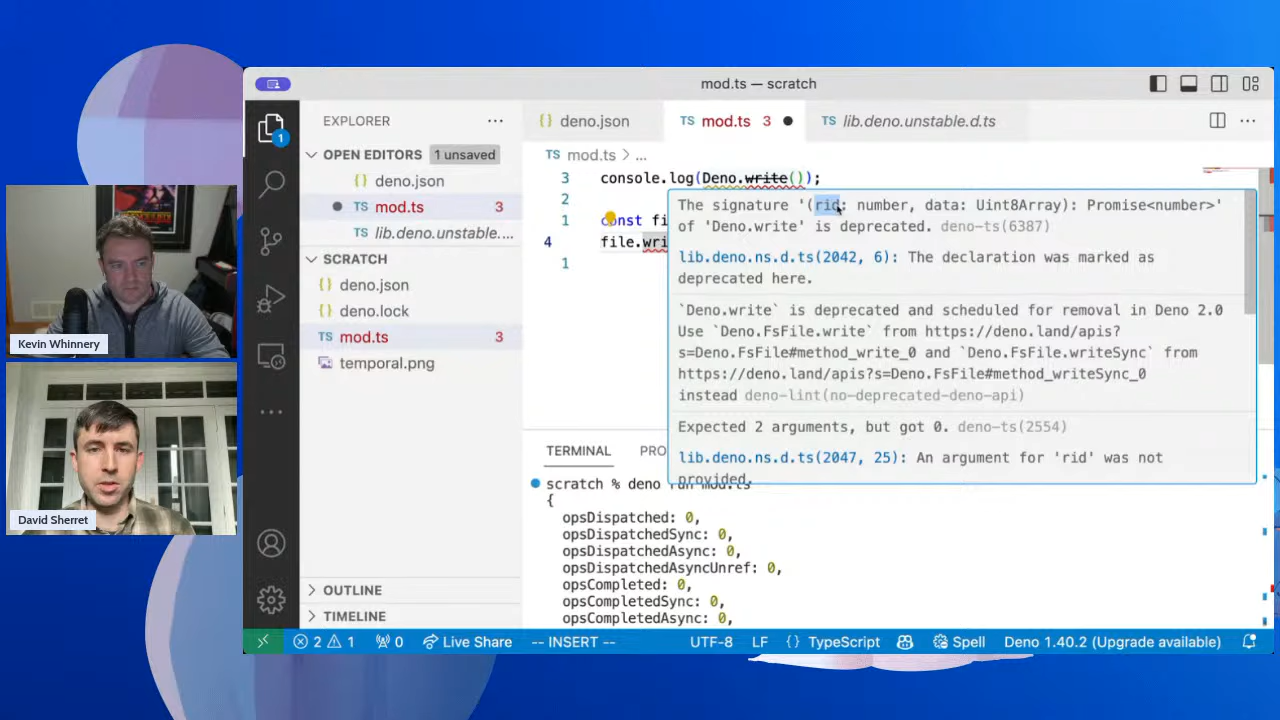 mod.ts — scratch
EXPLORER
OPEN EDITORS 1 unsaved
{} deno.json
TS mod.ts 3
TS lib.deno.unstable....
SCRATCH
{} deno.json
{} deno.lock
TS mod.ts 3
temporal.png
OUTLINE
TIMELINE
1
{} deno.json
TS mod.ts 3
TS lib.deno.unstable.d.ts
TS mod.ts > ...
3 console.log(Deno.write());
2
1 const fi
4 file.wri
1
The signature '(rid: number, data: Uint8Array): Promise<number>'
of 'Deno.write' is deprecated. deno-ts(6387)
lib.deno.ns.d.ts(2042, 6): The declaration was marked as
deprecated here.
`Deno.write` is deprecated and scheduled for removal in Deno 2.0
Use `Deno.FsFile.write` from https://deno.land/apis?
s=Deno.FsFile#method_write_0 and `Deno.FsFile.writeSync` from
https://deno.land/apis?s=Deno.FsFile#method_writeSync_0
instead deno-lint(no-deprecated-deno-api)
Expected 2 arguments, but got 0. deno-ts(2554)
lib.deno.ns.d.ts(2047, 25): An argument for 'rid' was not
provided.
TERMINAL PRO
scratch % deno run mod.ts
{
opsDispatched: 0,
opsDispatchedSync: 0,
opsDispatchedAsync: 0,
opsDispatchedAsyncUnref: 0,
opsCompleted: 0,
opsCompletedSync: 0,
opsCompletedAsync: 0,
2 1 0 Live Share -- INSERT -- UTF-8 LF {} TypeScript Spell Deno 1.40.2 (Upgrade available)
Kevin Whinnery
David Sherret